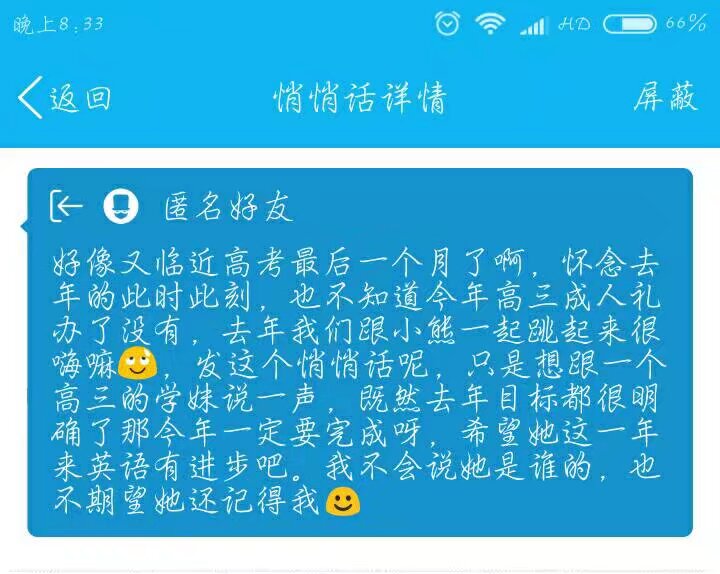 晚上8:33
HD
66%
返回
悄悄话详情
屏蔽
匿名好友
好像又临近高考最后一个月了啊，怀念去
年的此时此刻，也不知道今年高三成人礼
办了没有，去年我们跟小熊一起跳起来很
嗨嘛🙄，发这个悄悄话呢，只是想跟一个
高三的学妹说一声，既然去年目标都很明
确了那今年一定要完成呀，希望她这一年
来英语有进步吧。我不会说她是谁的，也
不期望她还记得我🙂